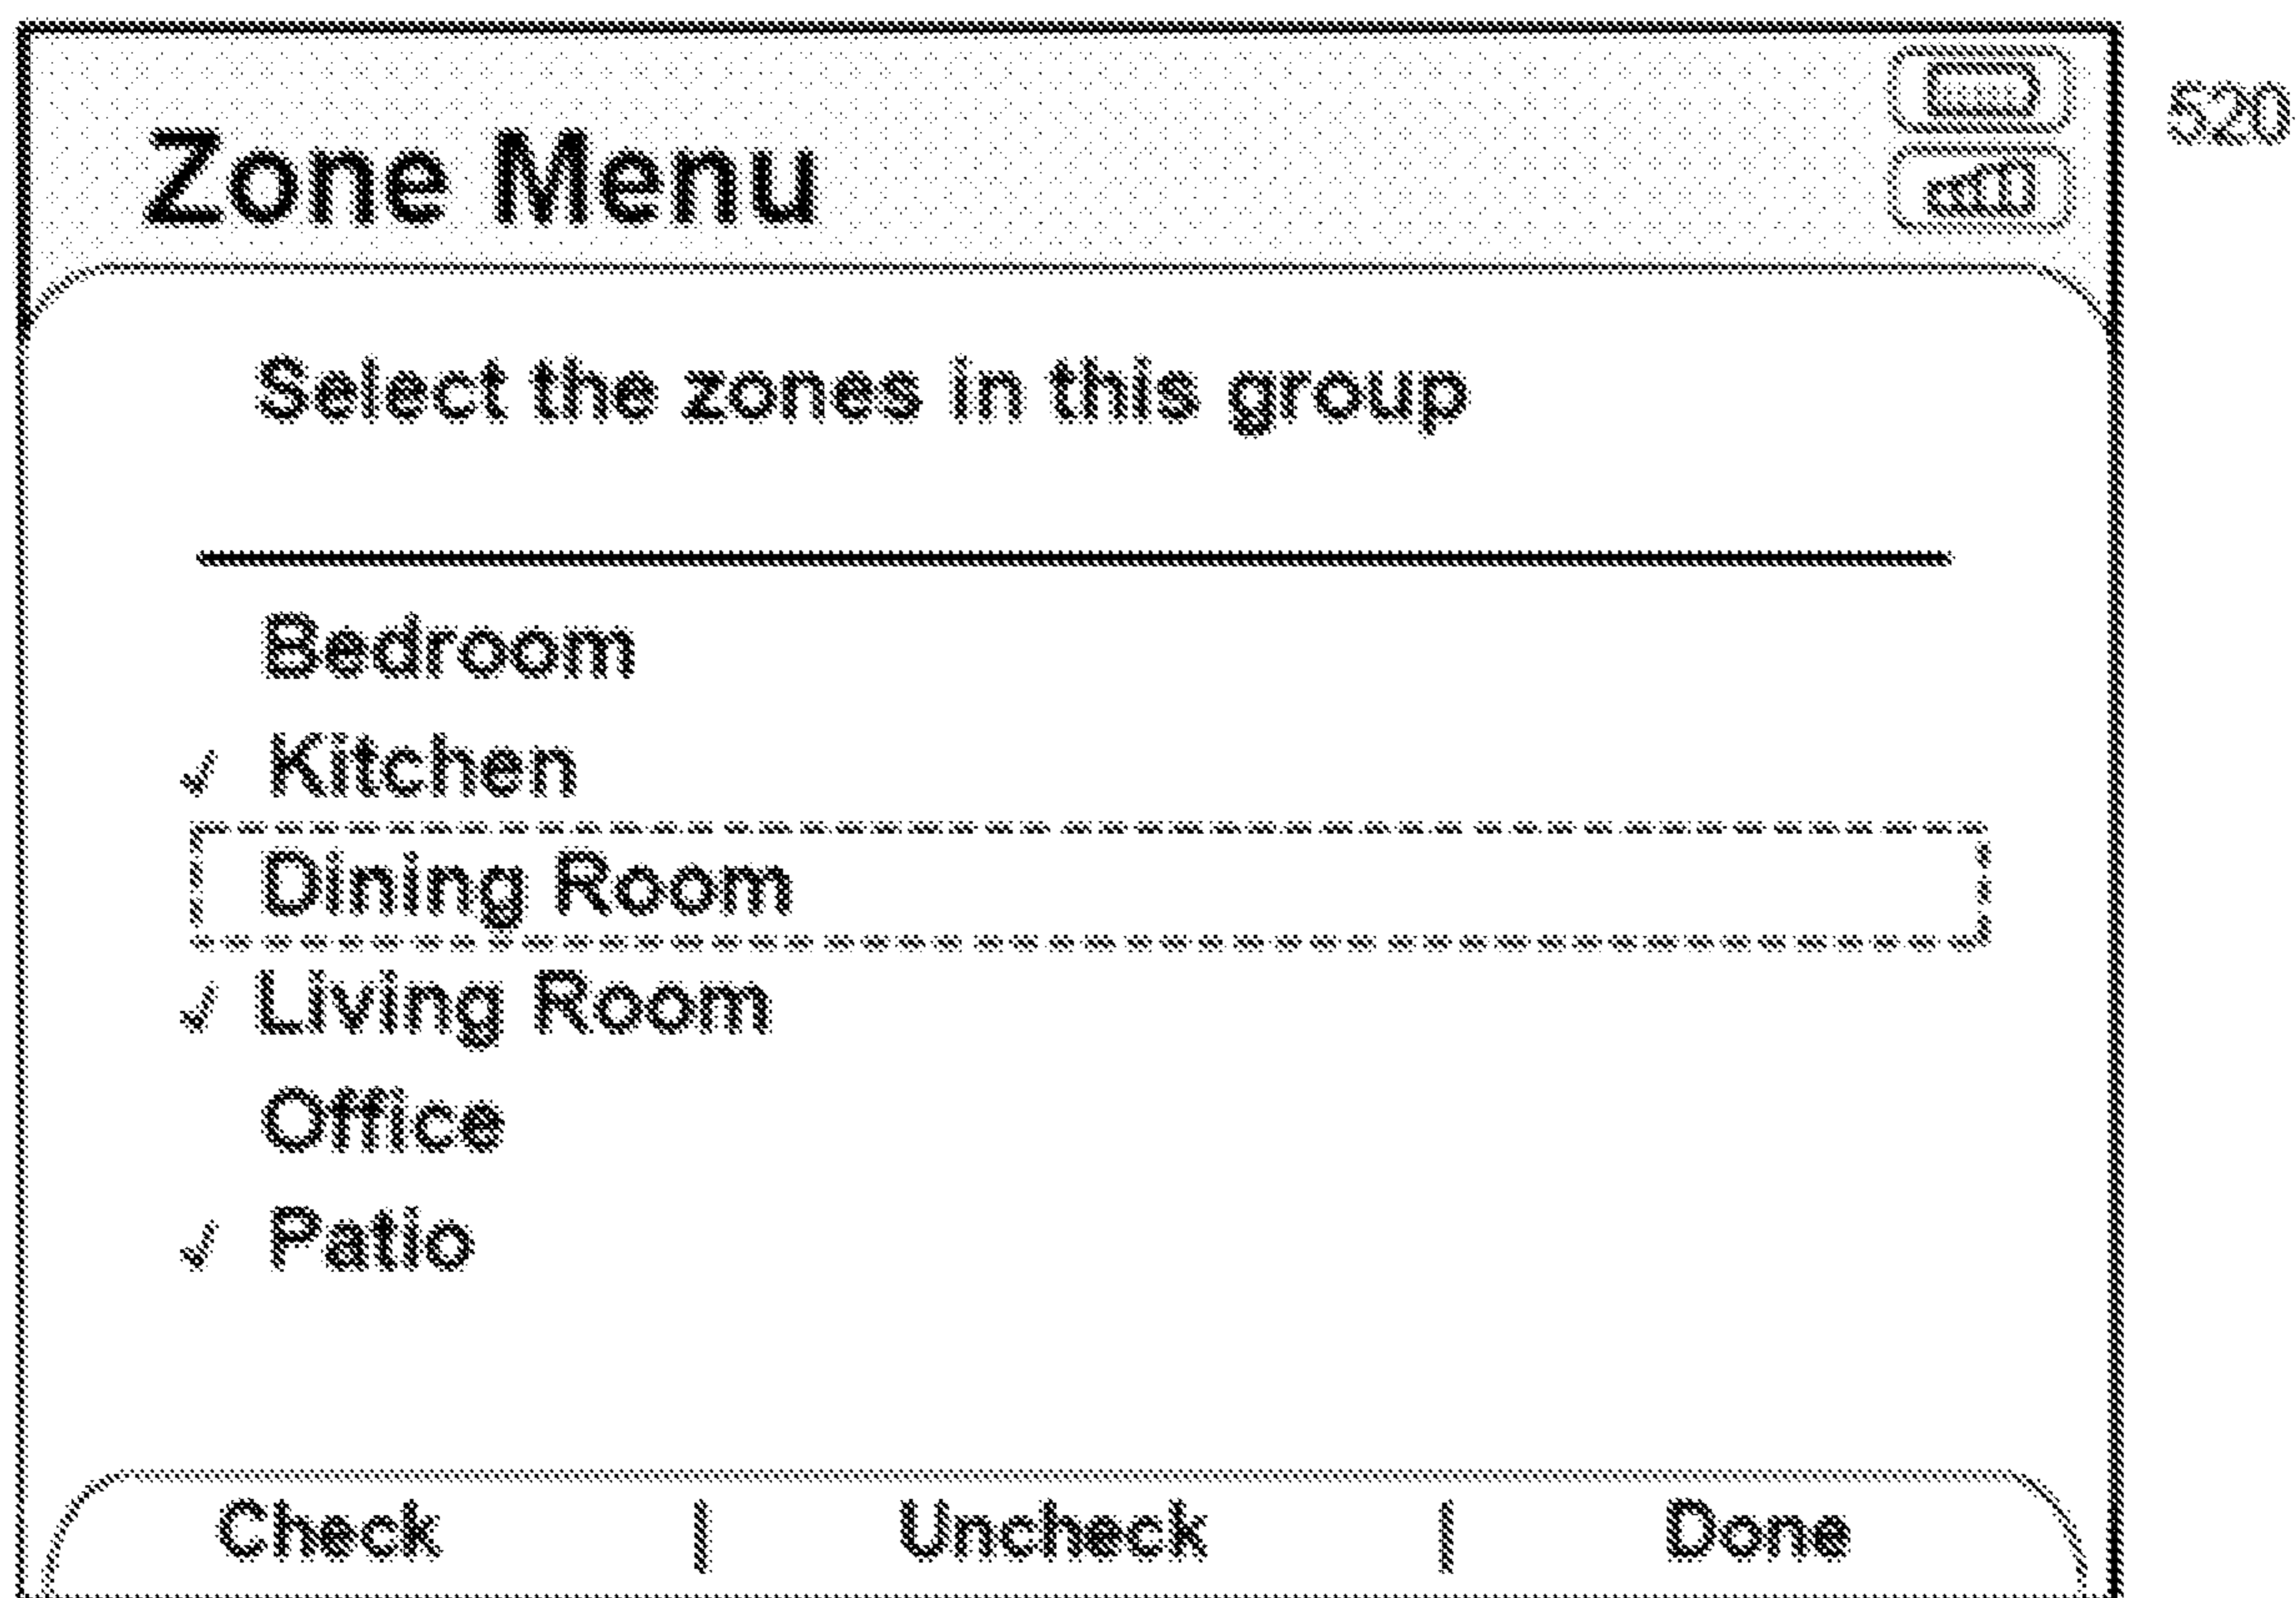 520
Zone Menu
Select the zones in this group
Bedroom
✓ Kitchen
Dining Room
✓ Living Room
Office
✓ Patio
Check | Uncheck | Done